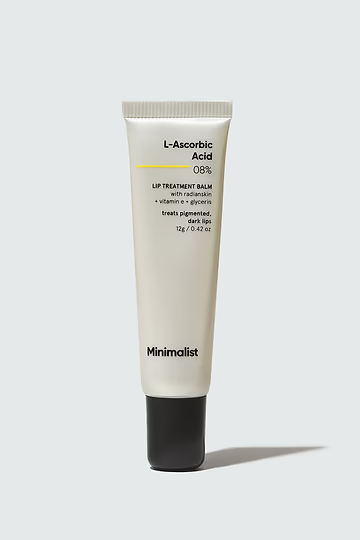 L-Ascorbic
Acid
08%
LIP TREATMENT BALM
with radianskin
+ vitamin e + glyceris
treats pigmented,
dark lips
12g / 0.42 oz
Minimalist